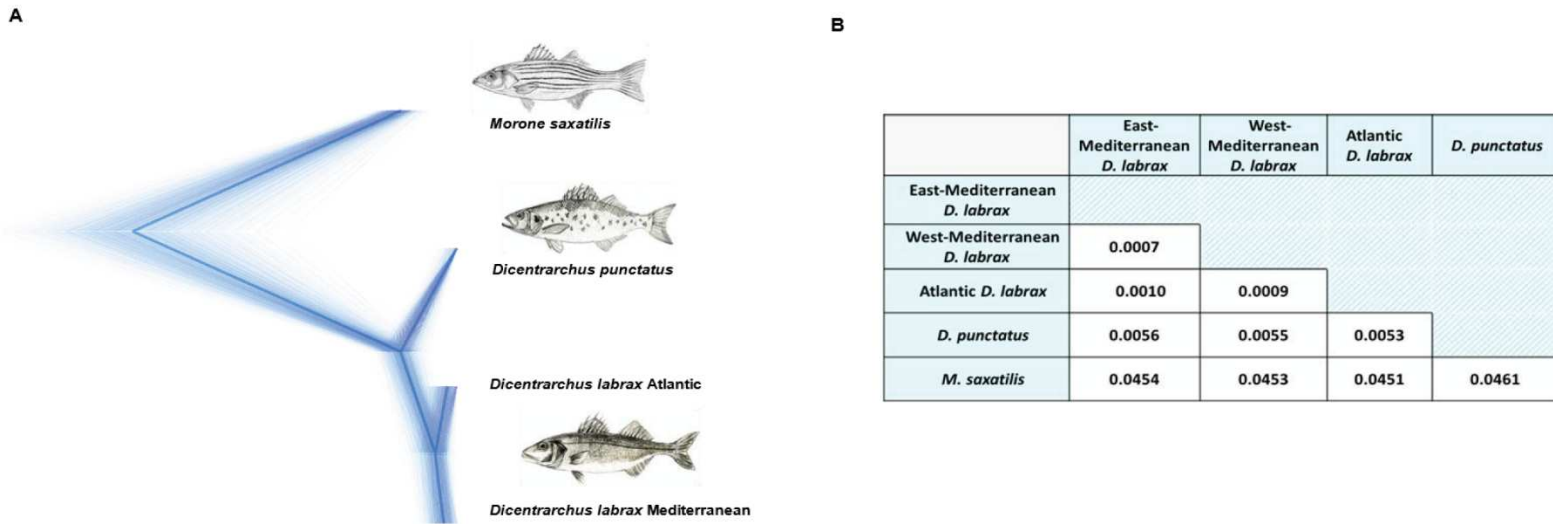 A
Morone saxatilis
Dicentrarchus punctatus
Dicentrarchus labrax Atlantic
Dicentrarchus labrax Mediterranean
B
East-
Mediterranean
D. labrax
West-
Mediterranean
D. labrax
Atlantic
D. labrax
D. punctatus
East-Mediterranean
D. labrax
West-Mediterranean
D. labrax
0.0007
Atlantic D. labrax
0.0010
0.0009
D. punctatus
0.0056
0.0055
0.0053
M. saxatilis
0.0454
0.0453
0.0451
0.0461